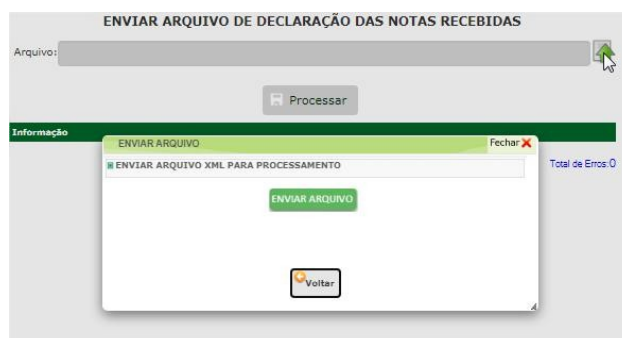 ENVIAR ARQUIVO DE DECLARAÇÃO DAS NOTAS RECEBIDAS
Arquivo:
Processar
Informação
ENVIAR ARQUIVO Fechar
ENVIAR ARQUIVO XML PARA PROCESSAMENTO
Total de Erros:0
ENVIAR ARQUIVO
Voltar